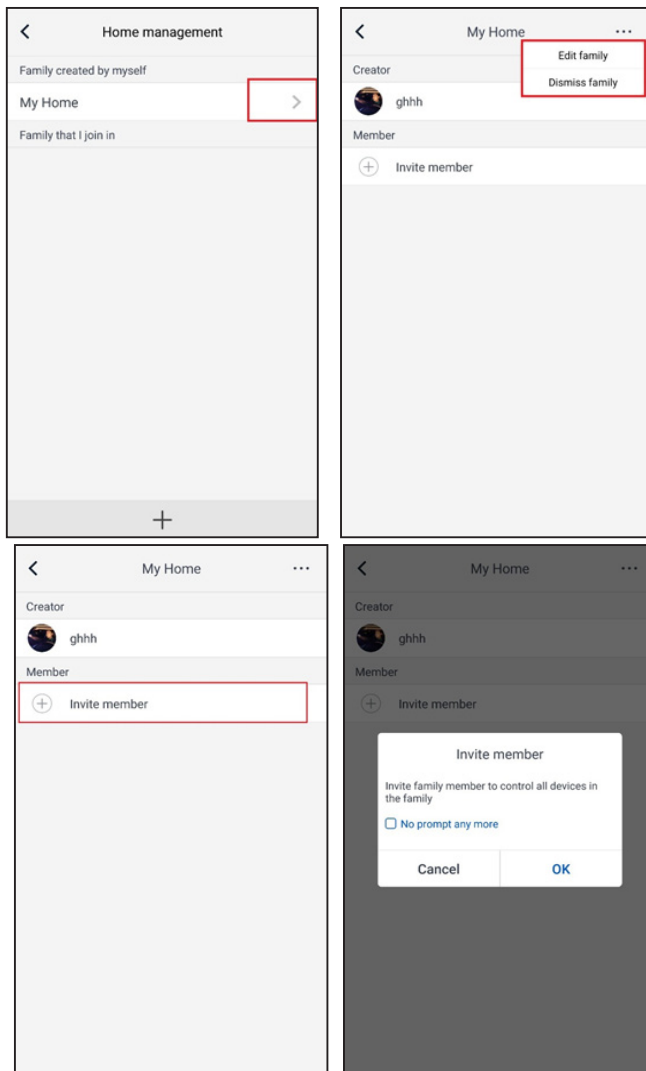 Home management
Family created by myself
My Home
Family that I join in
My Home
Edit family
Dismiss family
Creator
ghhh
Member
Invite member
My Home
Creator
ghhh
Member
Invite member
My Home
Creator
ghhh
Member
Invite member
Invite member
Invite family member to control all devices in
the family
No prompt any more
Cancel OK